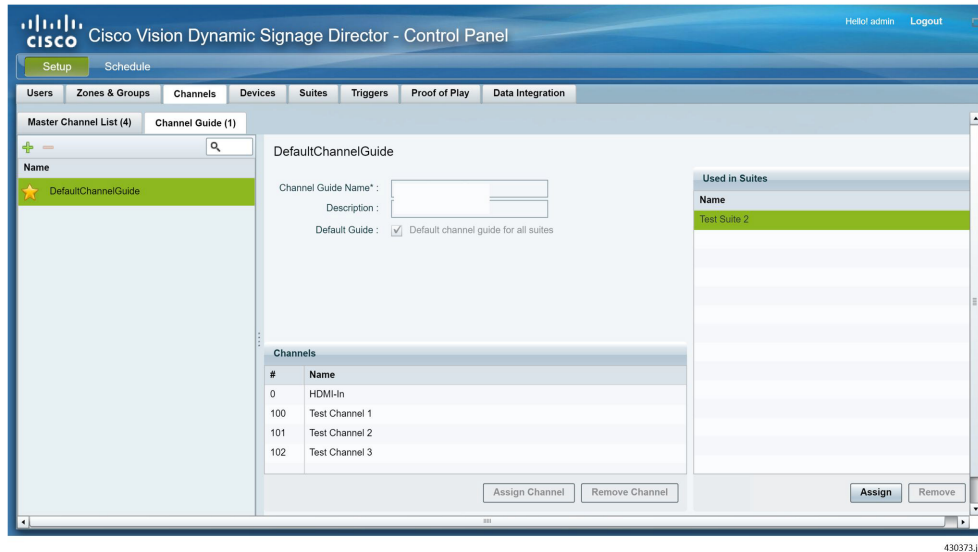 Hello! admin Logout
CISCO Cisco Vision Dynamic Signage Director - Control Panel
Setup Schedule
Users Zones & Groups Channels Devices Suites Triggers Proof of Play Data Integration
Master Channel List (4) Channel Guide (1)
Name
DefaultChannelGuide
DefaultChannelGuide
Channel Guide Name* :
Description :
Default Guide : Default channel guide for all suites
Channels
# Name
0 HDMI-In
100 Test Channel 1
101 Test Channel 2
102 Test Channel 3
Assign Channel Remove Channel
Used in Suites
Name
Test Suite 2
Assign Remove
430373.j